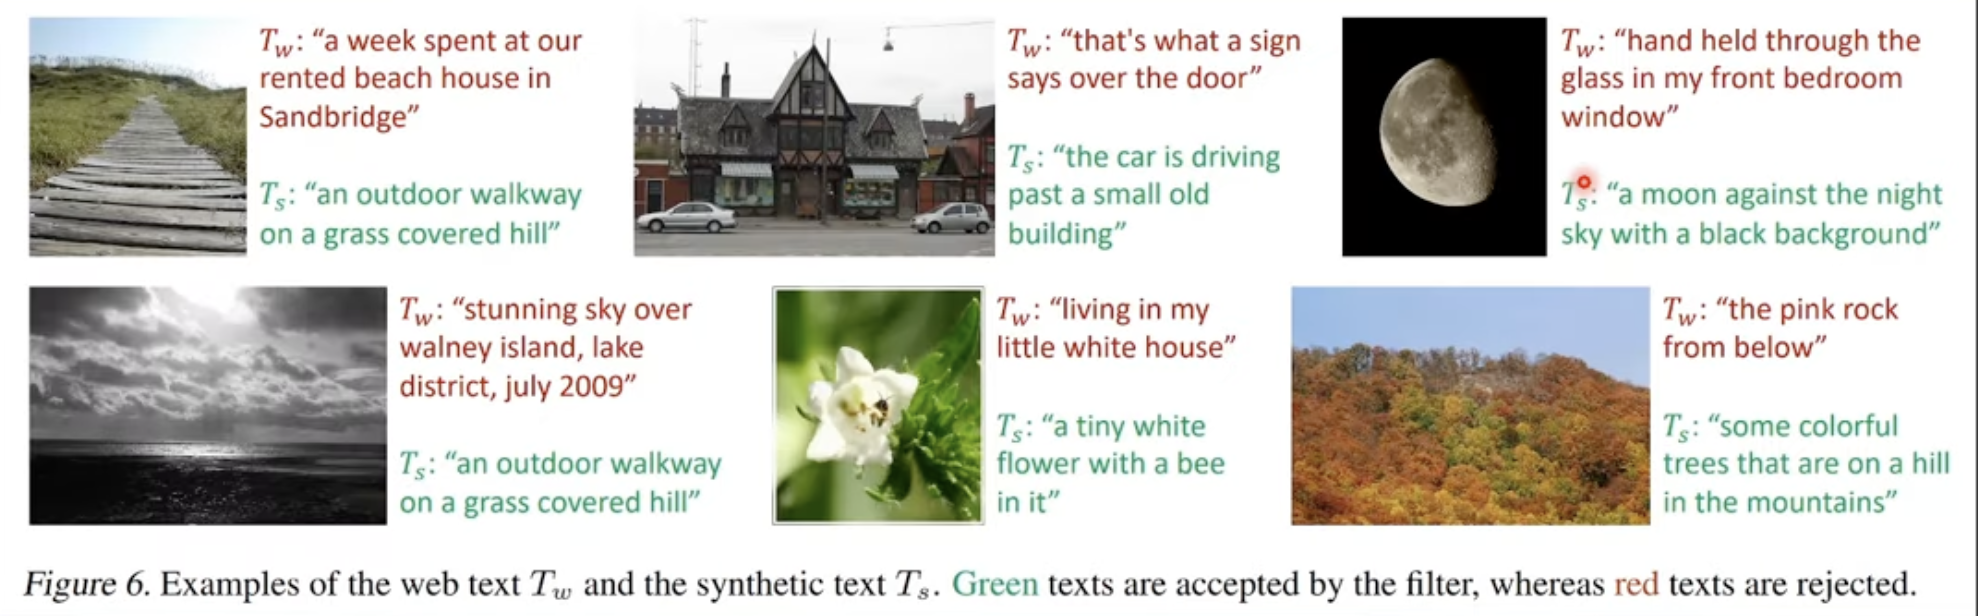 T_w: “a week spent at our
rented beach house in
Sandbridge”
T_s: “an outdoor walkway
on a grass covered hill”
T_w: “that's what a sign
says over the door”
T_s: “the car is driving
past a small old
building”
T_w: “hand held through the
glass in my front bedroom
window”
T_s: “a moon against the night
sky with a black background”
T_w: “stunning sky over
walney island, lake
district, july 2009”
T_s: “an outdoor walkway
on a grass covered hill”
T_w: “living in my
little white house”
T_s: “a tiny white
flower with a bee
in it”
T_w: “the pink rock
from below”
T_s: “some colorful
trees that are on a hill
in the mountains”
Figure 6. Examples of the web text T_w and the synthetic text T_s. Green texts are accepted by the filter, whereas red texts are rejected.